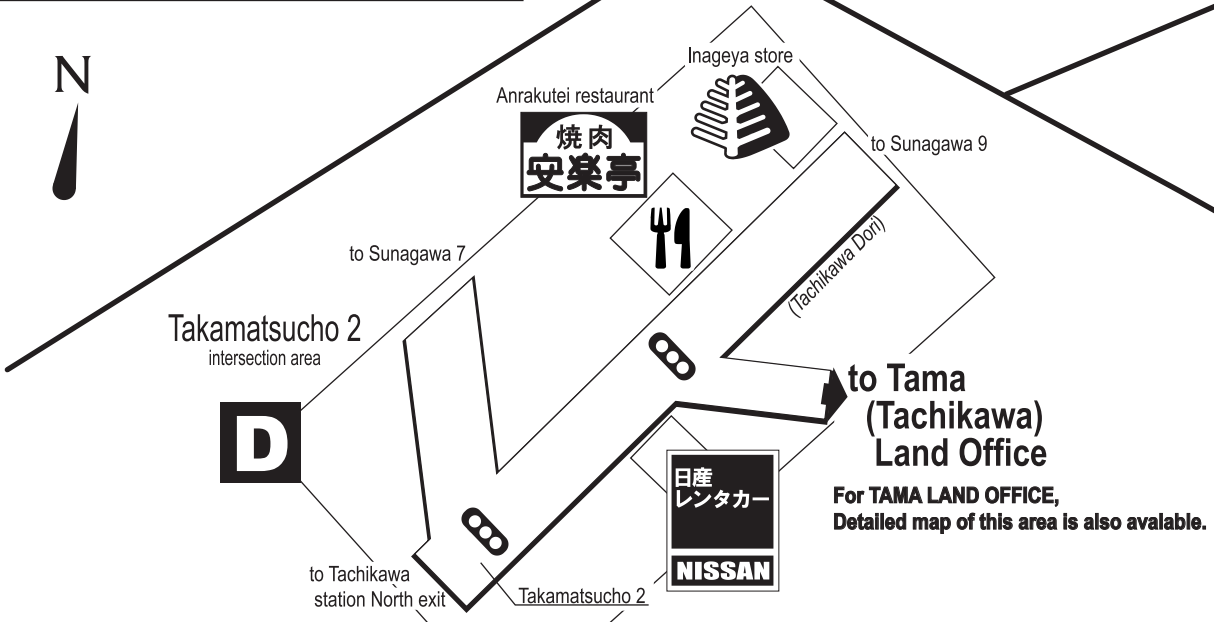 N
Inageya store
Anrakutei restaurant
焼肉
安楽亭
to Sunagawa 9
(Tachikawa Dori)
to Sunagawa 7
Takamatsucho 2
intersection area
D
to Tama
(Tachikawa)
Land Office
For TAMA LAND OFFICE,
Detailed map of this area is also avalable.
日産
レンタカー
NISSAN
to Tachikawa
station North exit
Takamatsucho 2